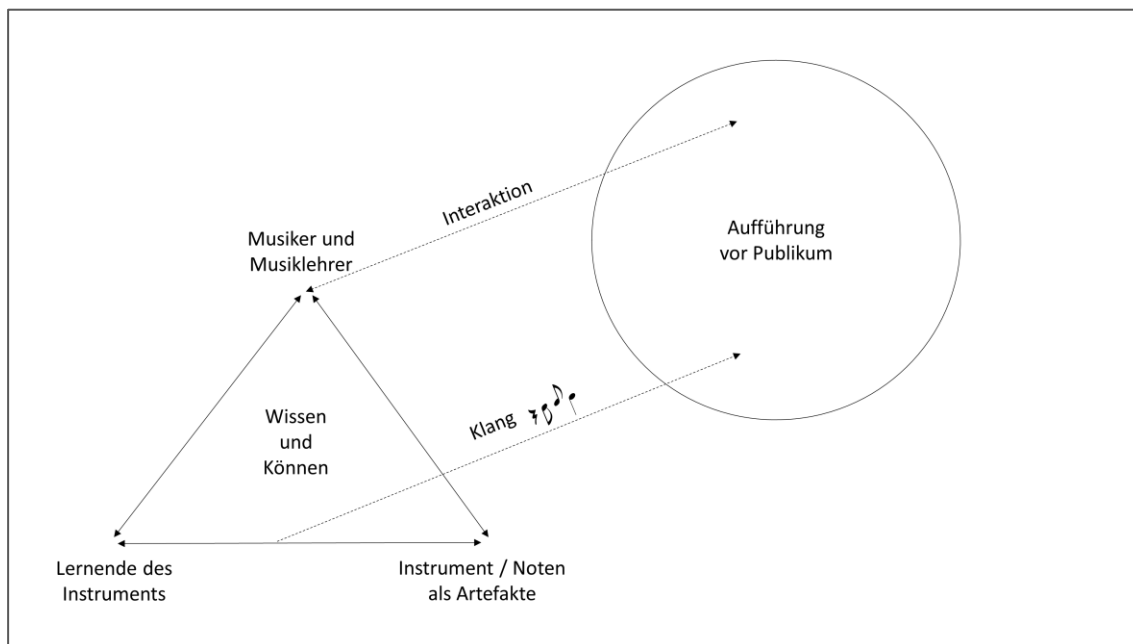 Interaktion
Musiker und
Musiklehrer
Aufführung
vor Publikum
Klang
Wissen
und
Können
Lernende des
Instruments
Instrument / Noten
als Artefakte